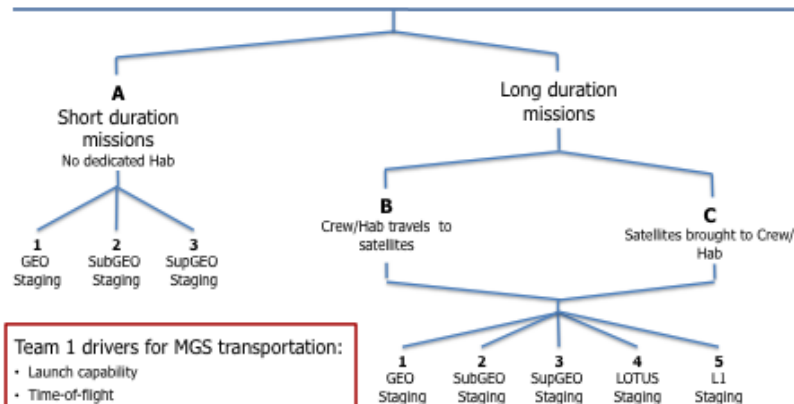 A
Short duration
missions
No dedicated Hab
1
GEO
Staging
2
SubGEO
Staging
3
SupGEO
Staging
Long duration
missions
B
Crew/Hab travels to
satellites
C
Satellites brought to Crew/
Hab
1
GEO
Staging
2
SubGEO
Staging
3
SupGEO
Staging
4
LOTUS
Staging
5
L1
Staging
Team 1 drivers for MGS transportation:
• Launch capability
• Time-of-flight